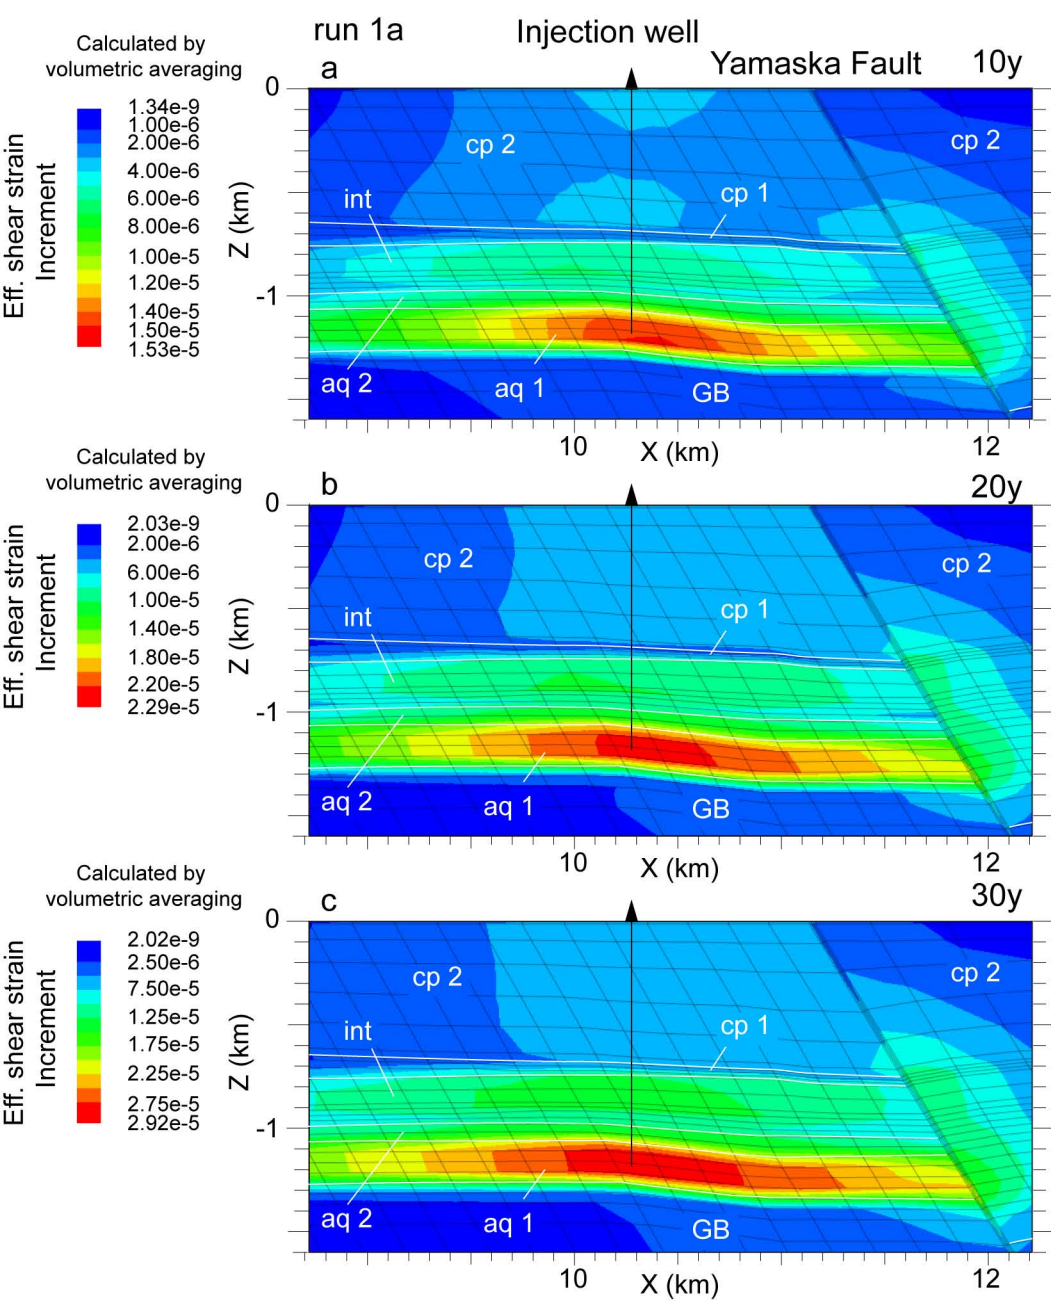 run 1a
Injection well
Yamaska Fault
10y
Calculated by
volumetric averaging
a
Eff. shear strain
Increment
1.34e-9
1.00e-6
2.00e-6
4.00e-6
6.00e-6
8.00e-6
1.00e-5
1.20e-5
1.40e-5
1.50e-5
1.53e-5
Z (km)
0
-1
cp 2
cp 2
int
cp 1
aq 2
aq 1
GB
10
12
X (km)
Calculated by
volumetric averaging
b
20y
Eff. shear strain
Increment
2.03e-9
2.00e-6
6.00e-6
1.00e-5
1.40e-5
1.80e-5
2.20e-5
2.29e-5
Z (km)
0
-1
cp 2
cp 2
int
cp 1
aq 2
aq 1
GB
10
12
X (km)
Calculated by
volumetric averaging
c
30y
Eff. shear strain
Increment
2.02e-9
2.50e-6
7.50e-5
1.25e-5
1.75e-5
2.25e-5
2.75e-5
2.92e-5
Z (km)
0
-1
cp 2
cp 2
int
cp 1
aq 2
aq 1
GB
10
12
X (km)